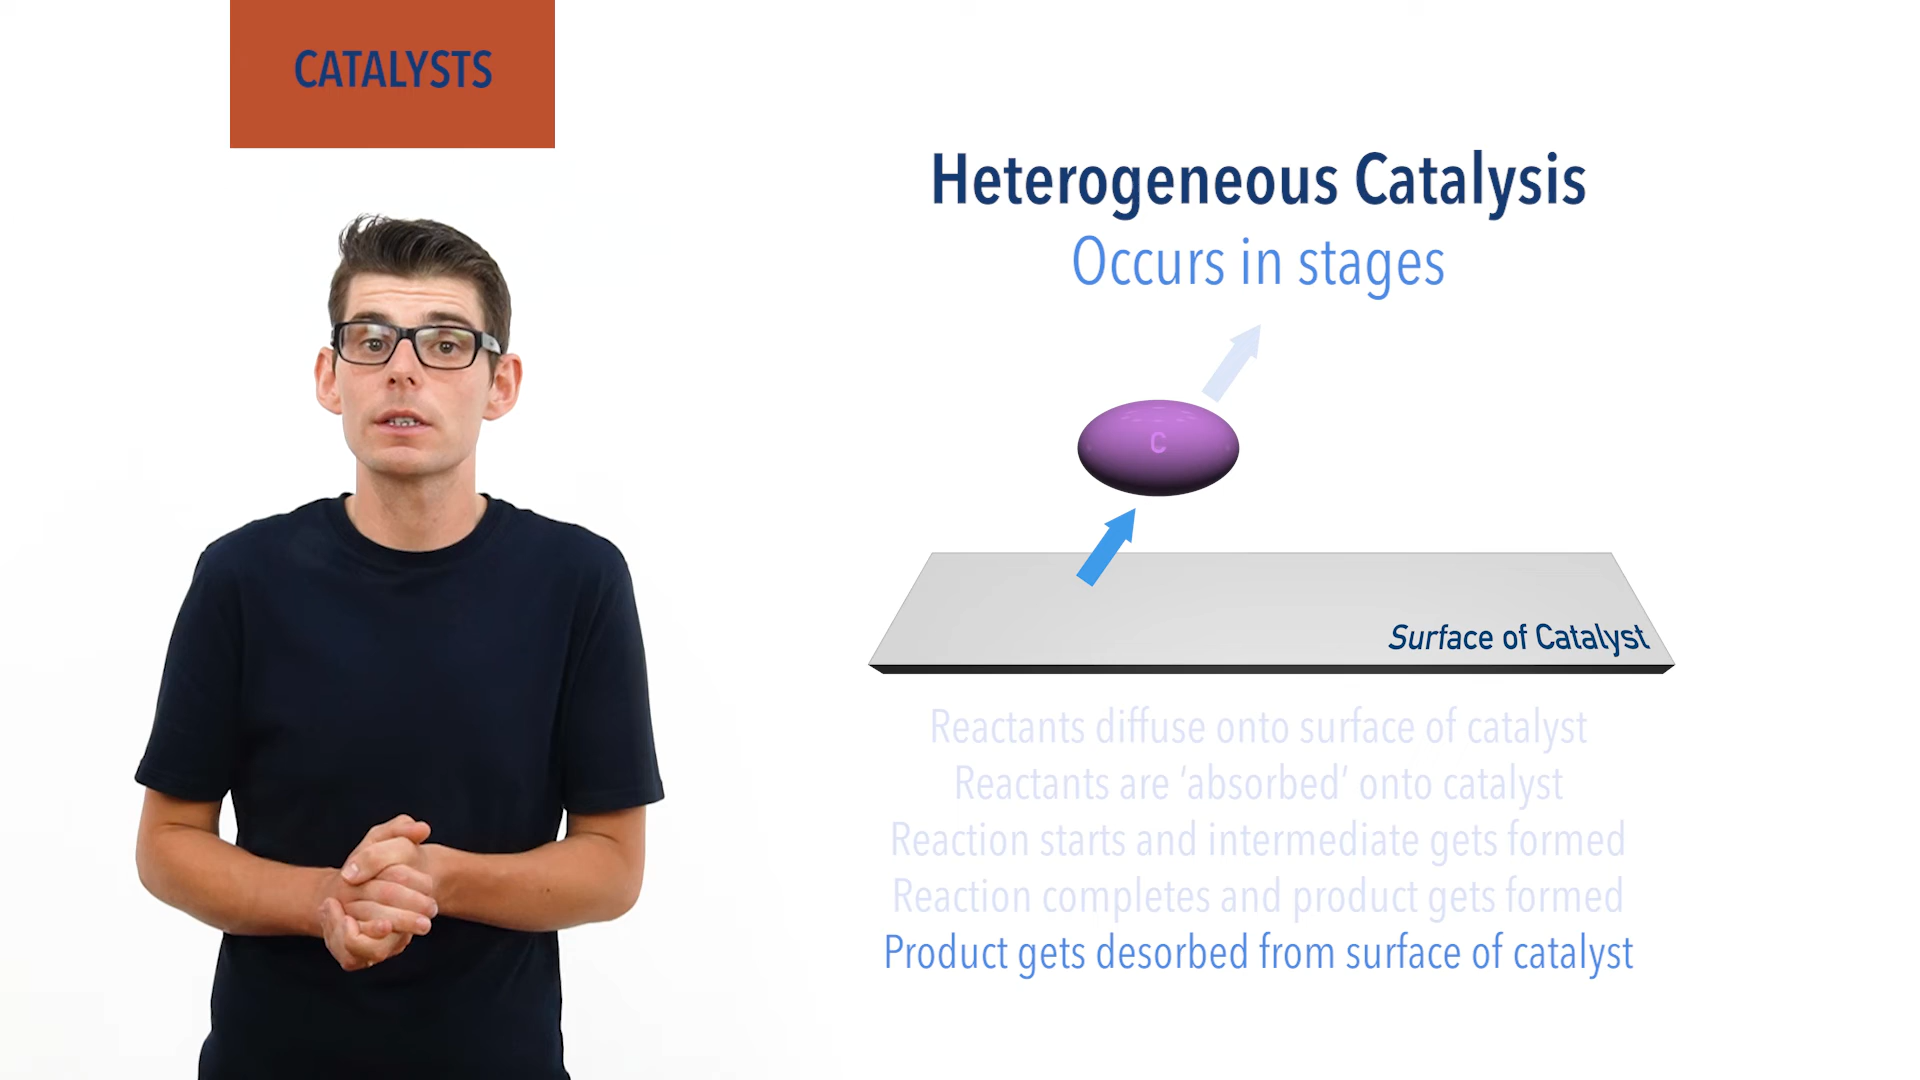 CATALYSTS
Heterogeneous Catalysis
Occurs in stages
C
Surface of Catalyst
Reactants diffuse onto surface of catalyst
Reactants are ‘absorbed’ onto catalyst
Reaction starts and intermediate gets formed
Reaction completes and product gets formed
Product gets desorbed from surface of catalyst